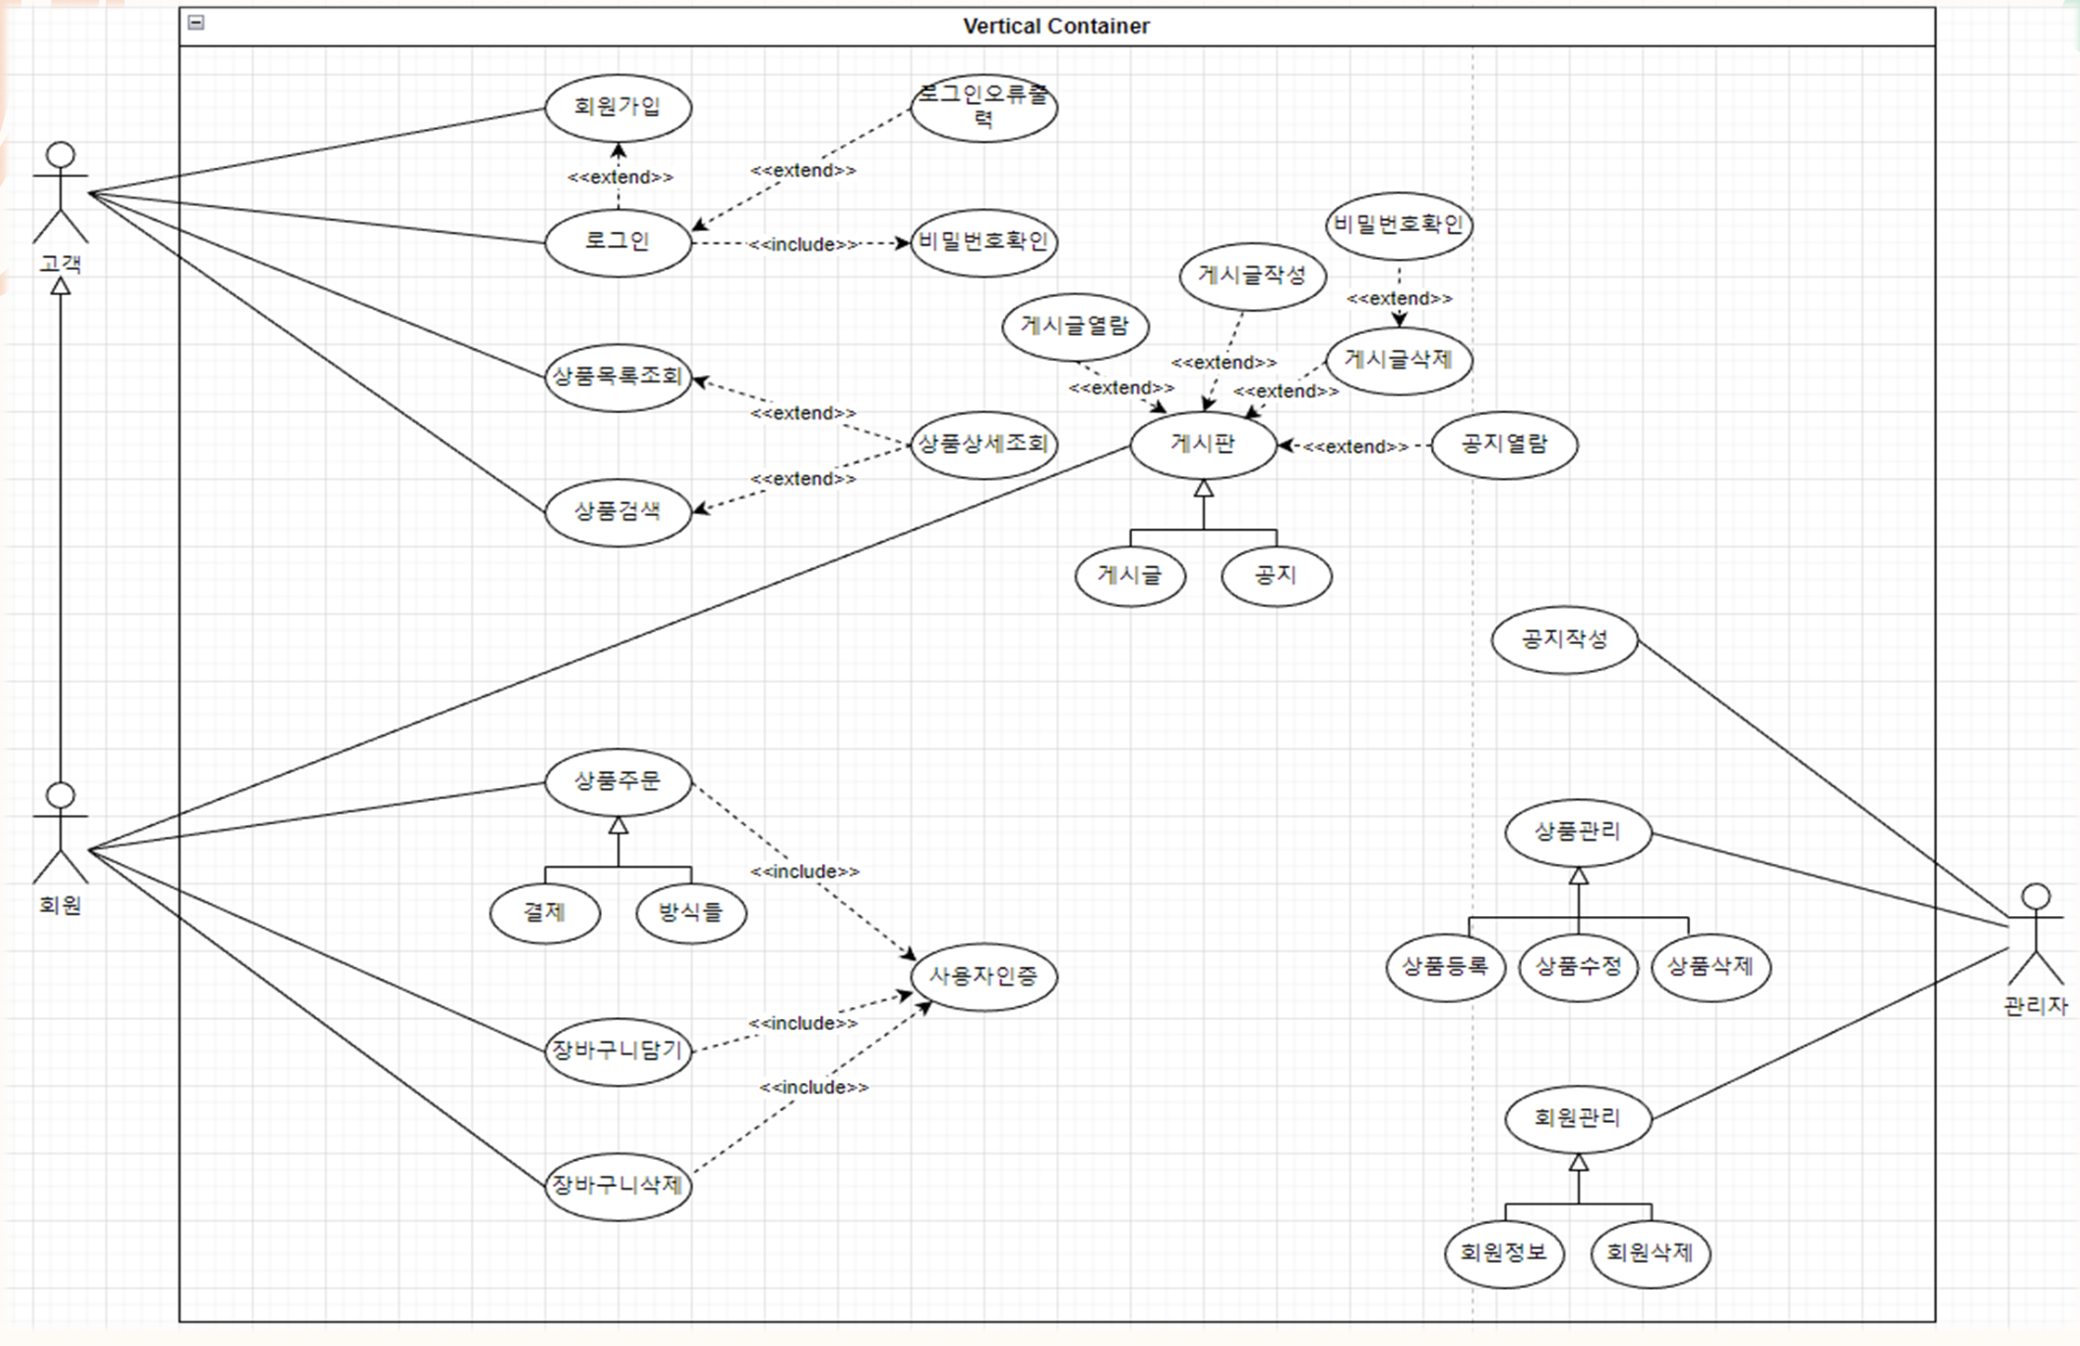 Vertical Container
회원가입
로그인오류출
력
<<extend>>
<<extend>>
로그인
<<include>>
비밀번호확인
고객
비밀번호확인
게시글작성
<<extend>>
게시글열람
게시글삭제
<<extend>>
<<extend>>
<<extend>>
상품목록조회
<<extend>>
상품상세조회
게시판
<<extend>>
공지열람
<<extend>>
상품검색
게시글
공지
공지작성
상품주문
상품관리
<<include>>
회원
결제
방식들
상품등록
상품수정
상품삭제
사용자인증
관리자
<<include>>
장바구니담기
<<include>>
회원관리
장바구니삭제
회원정보
회원삭제